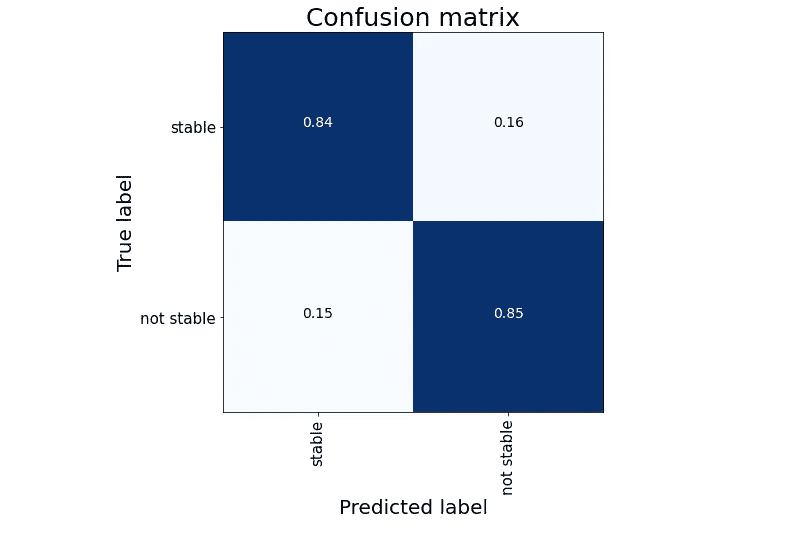 Confusion matrix
True label
stable
0.84
0.16
not stable
0.15
0.85
stable
not stable
Predicted label